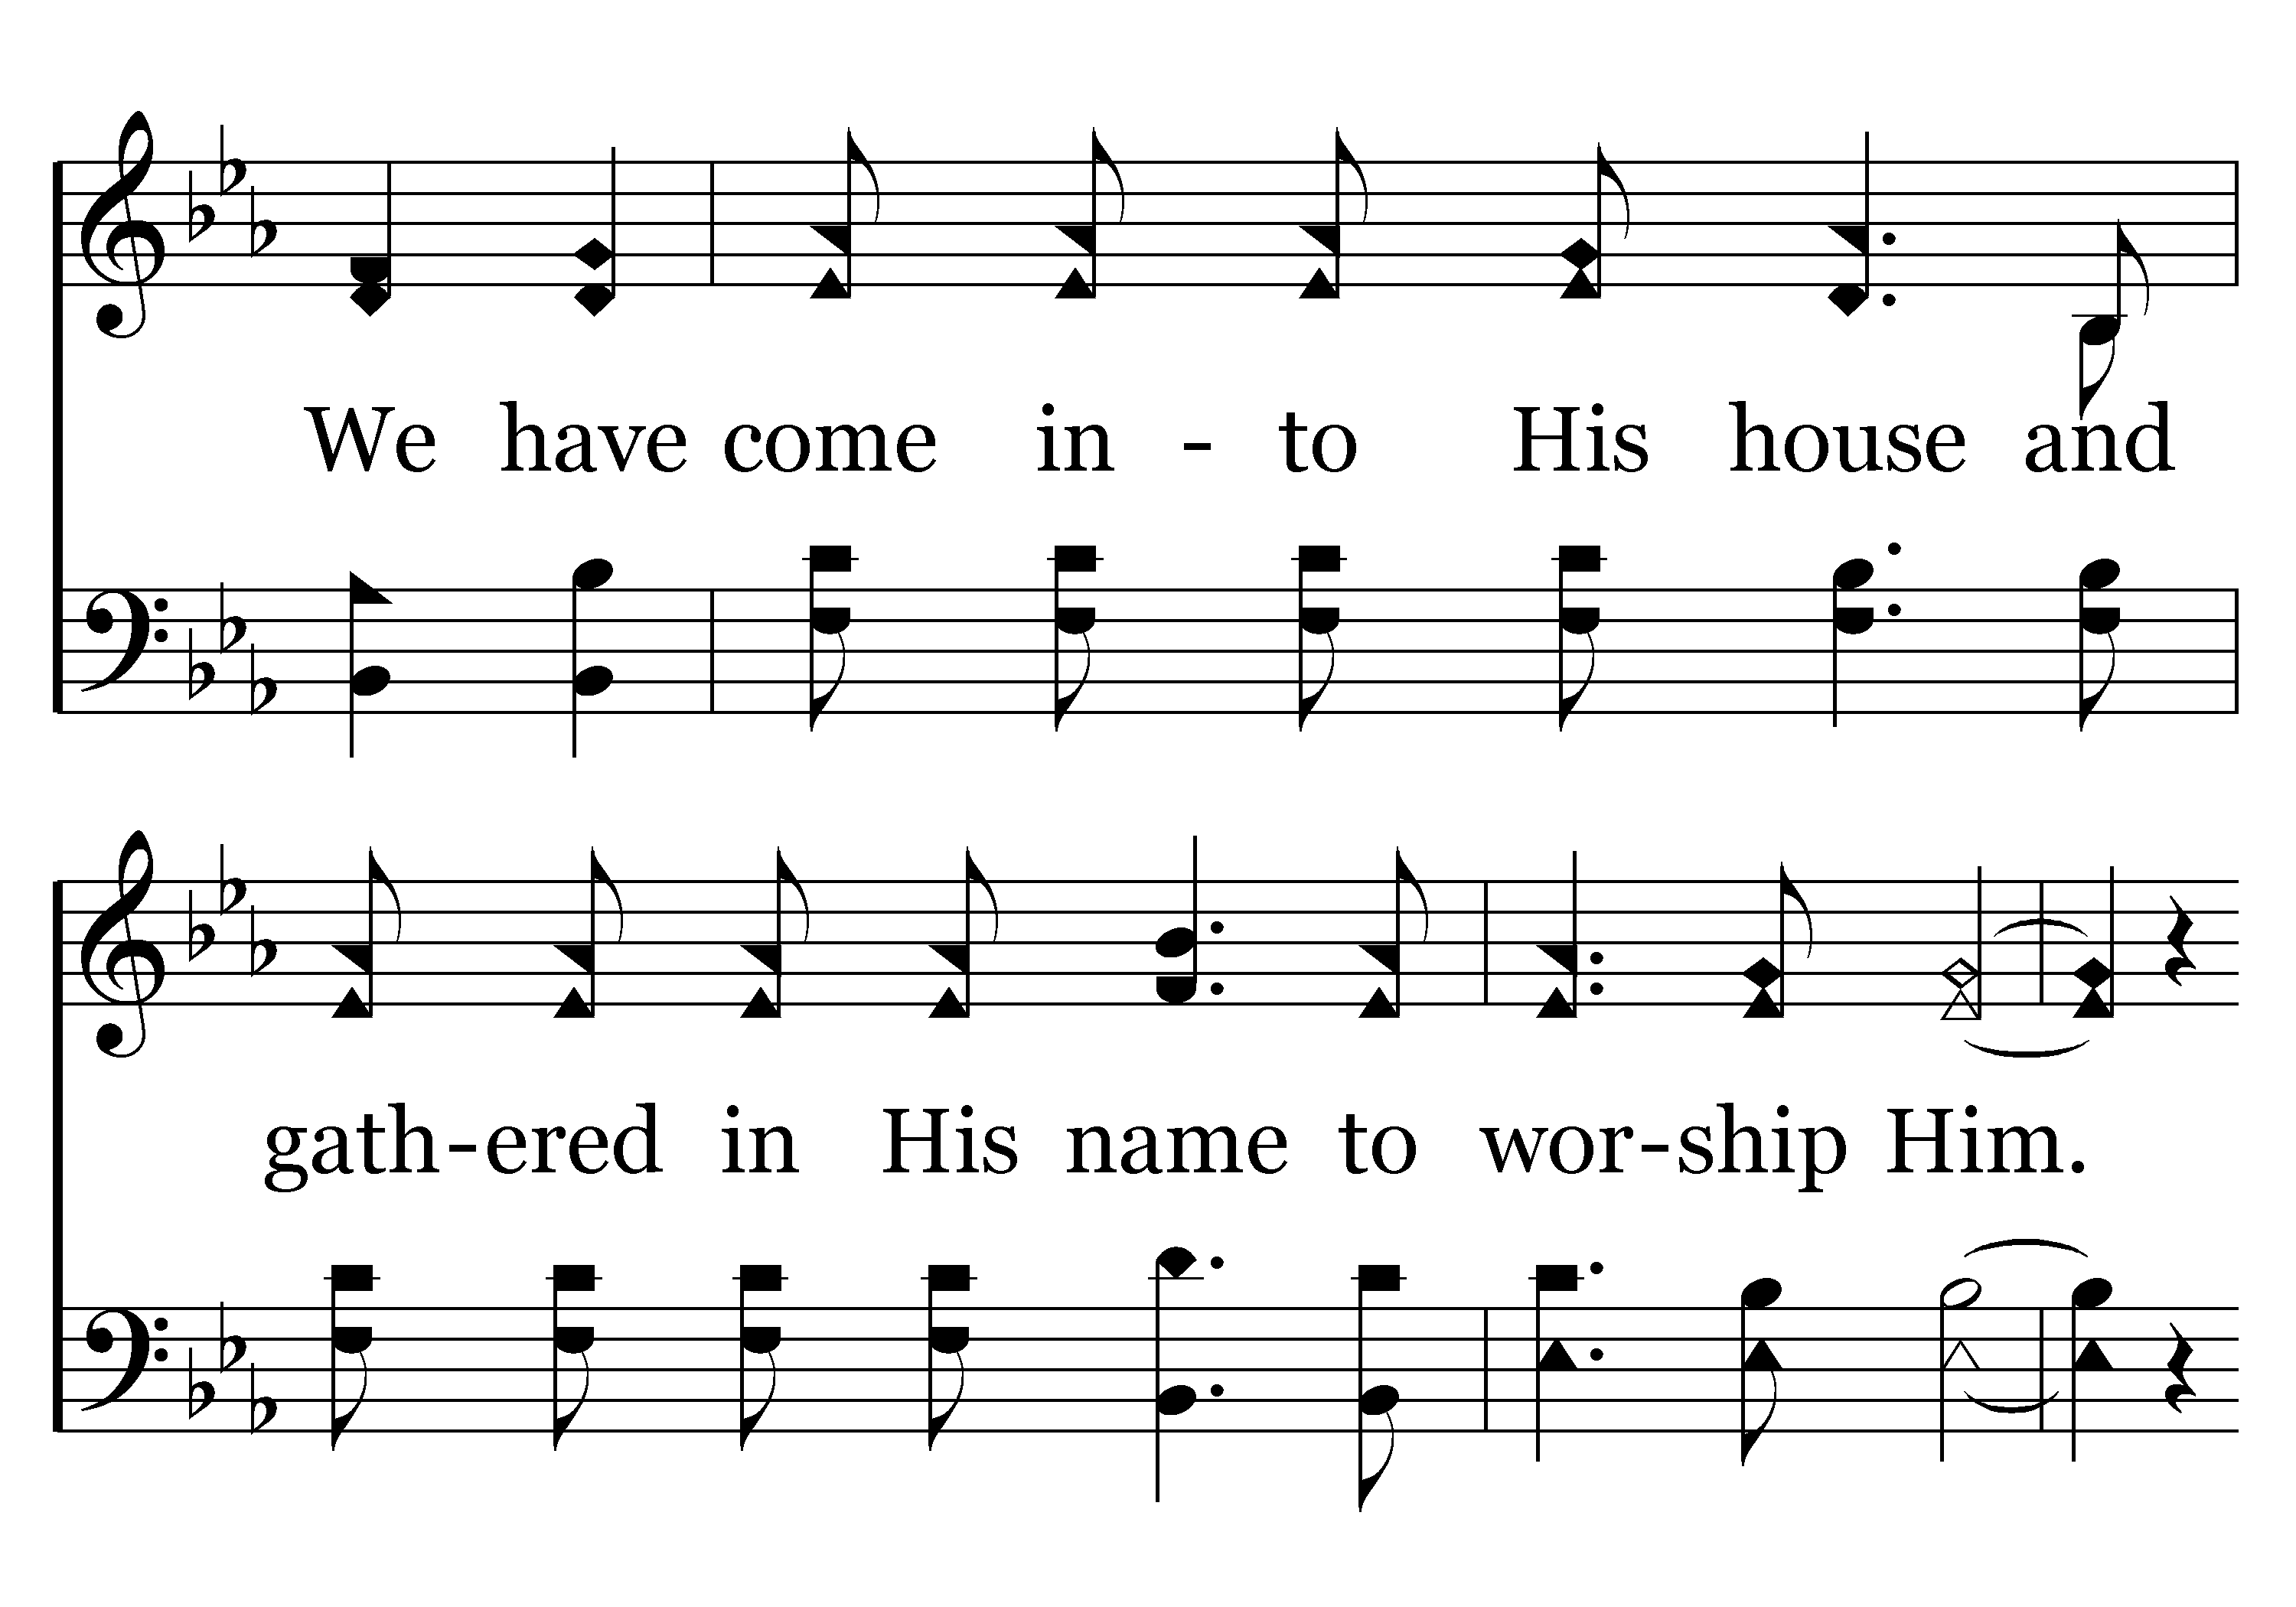 We have come in - to His house and
gath-ered in His name to wor-ship Him.